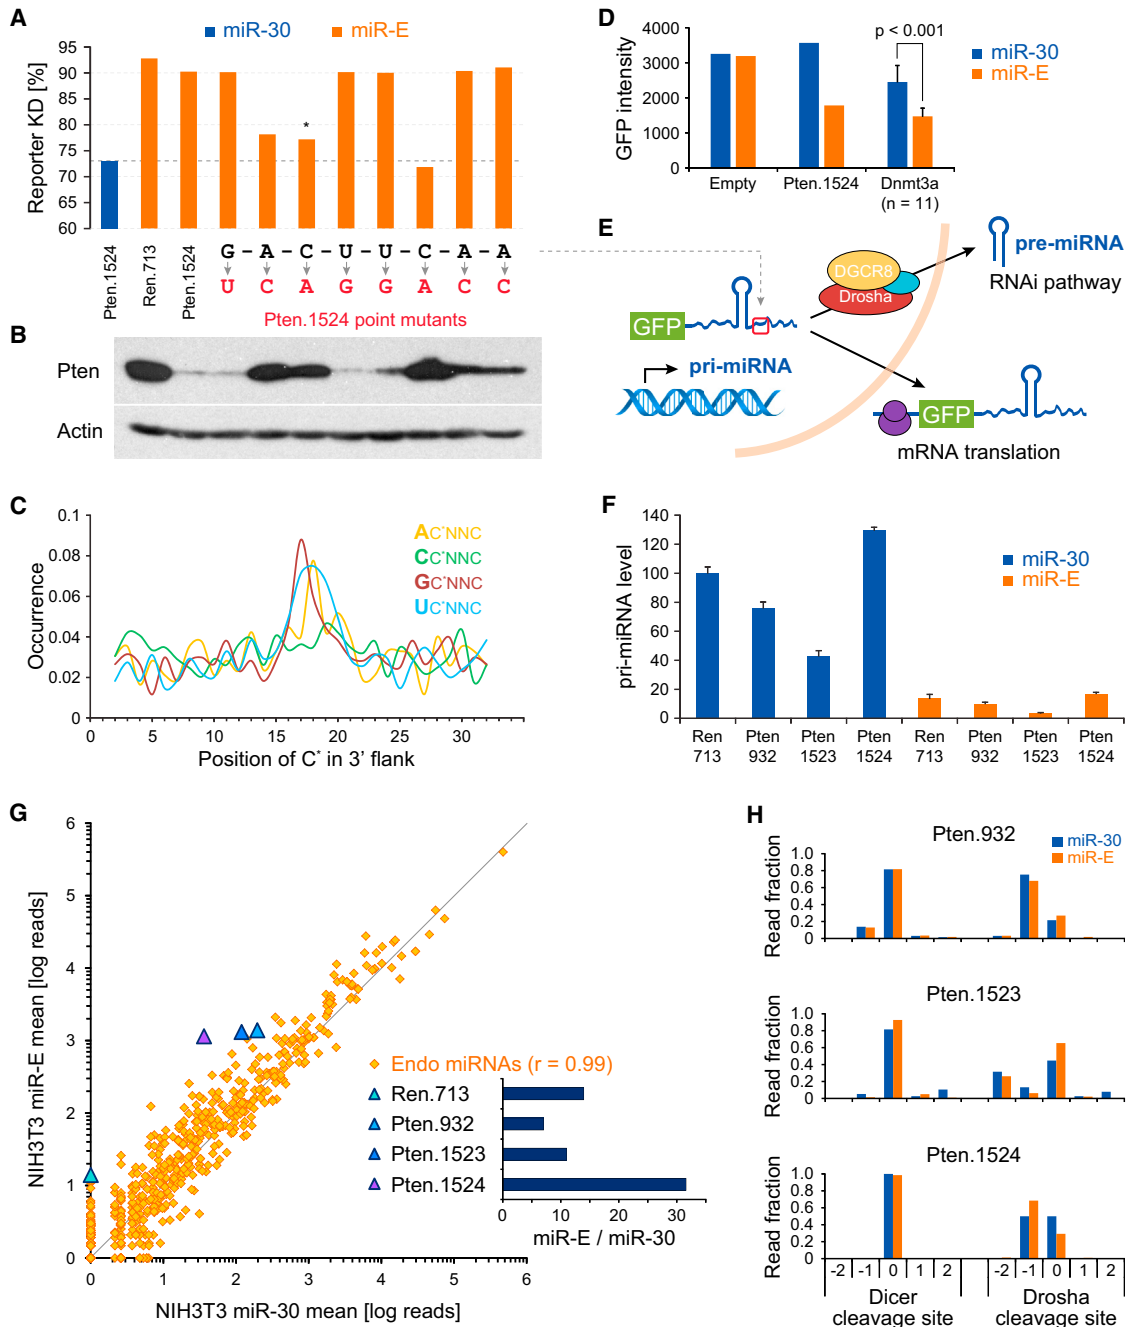 A
miR-30
miR-E
Reporter KD [%]
95
90
85
80
75
70
65
60
*
Pten.1524
Ren.713
Pten.1524
G-A-C-U-U-C-A-A
U C A G G A C C
Pten.1524 point mutants
B
Pten
Actin
C
Occurrence
0.1
0.08
0.06
0.04
0.02
0
AC*NNC
CC*NNC
GC*NNC
UC*NNC
0 5 10 15 20 25 30
Position of C* in 3' flank
D
GFP intensity
4000
3000
2000
1000
0
p < 0.001
miR-30
miR-E
Empty
Pten.1524
Dnmt3a
(n = 11)
E
GFP
pri-miRNA
DGCR8
Drosha
pre-miRNA
RNAi pathway
GFP
mRNA translation
F
pri-miRNA level
140
120
100
80
60
40
20
0
miR-30
miR-E
Ren Pten Pten Pten Ren Pten Pten Pten
713 932 1523 1524 713 932 1523 1524
G
NIH3T3 miR-E mean [log reads]
6
5
4
3
2
1
0
0 1 2 3 4 5 6
NIH3T3 miR-30 mean [log reads]
Endo miRNAs (r = 0.99)
Ren.713
Pten.932
Pten.1523
Pten.1524
0 10 20 30
miR-E / miR-30
H
Pten.932
miR-30
miR-E
Read fraction
1.0
0.8
0.6
0.4
0.2
0
Pten.1523
Read fraction
1.0
0.8
0.6
0.4
0.2
0
Pten.1524
Read fraction
1.0
0.8
0.6
0.4
0.2
0
-2 -1 0 1 2 -2 -1 0 1 2
Dicer
cleavage site
Drosha
cleavage site